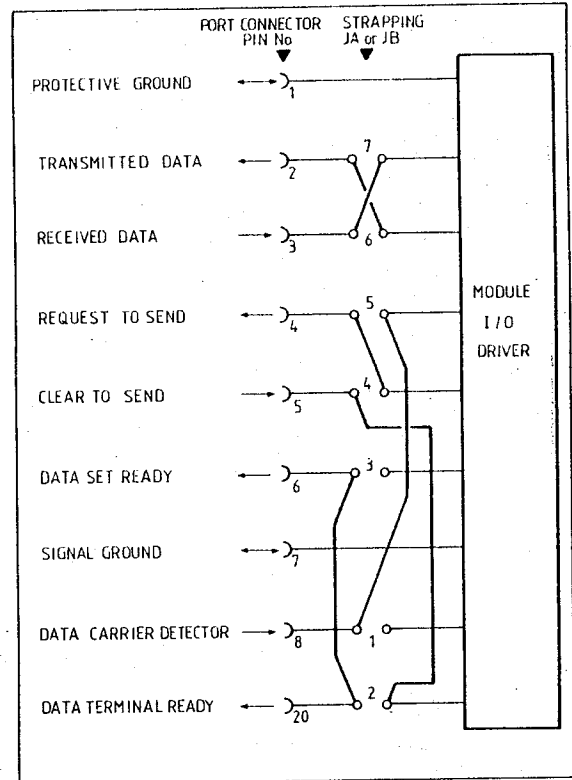 PORT CONNECTOR STRAPPING
PIN No JA or JB
PROTECTIVE GROUND 1
7
TRANSMITTED DATA 2
RECEIVED DATA 3 6
REQUEST TO SEND 4 5
MODULE
I/O
DRIVER
CLEAR TO SEND 5 4
DATA SET READY 6 3
SIGNAL GROUND 7
DATA CARRIER DETECTOR 8 1
DATA TERMINAL READY 20 2